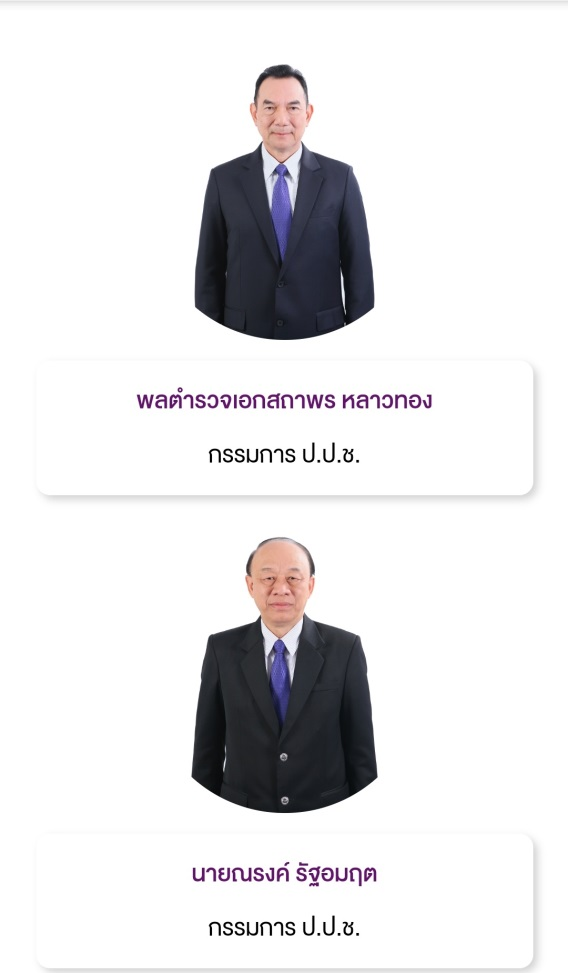 พลตำรวจเอกสถาพร หลาวทอง
กรรมการ ป.ป.ช.
นายณรงค์ รัฐอมฤต
กรรมการ ป.ป.ช.